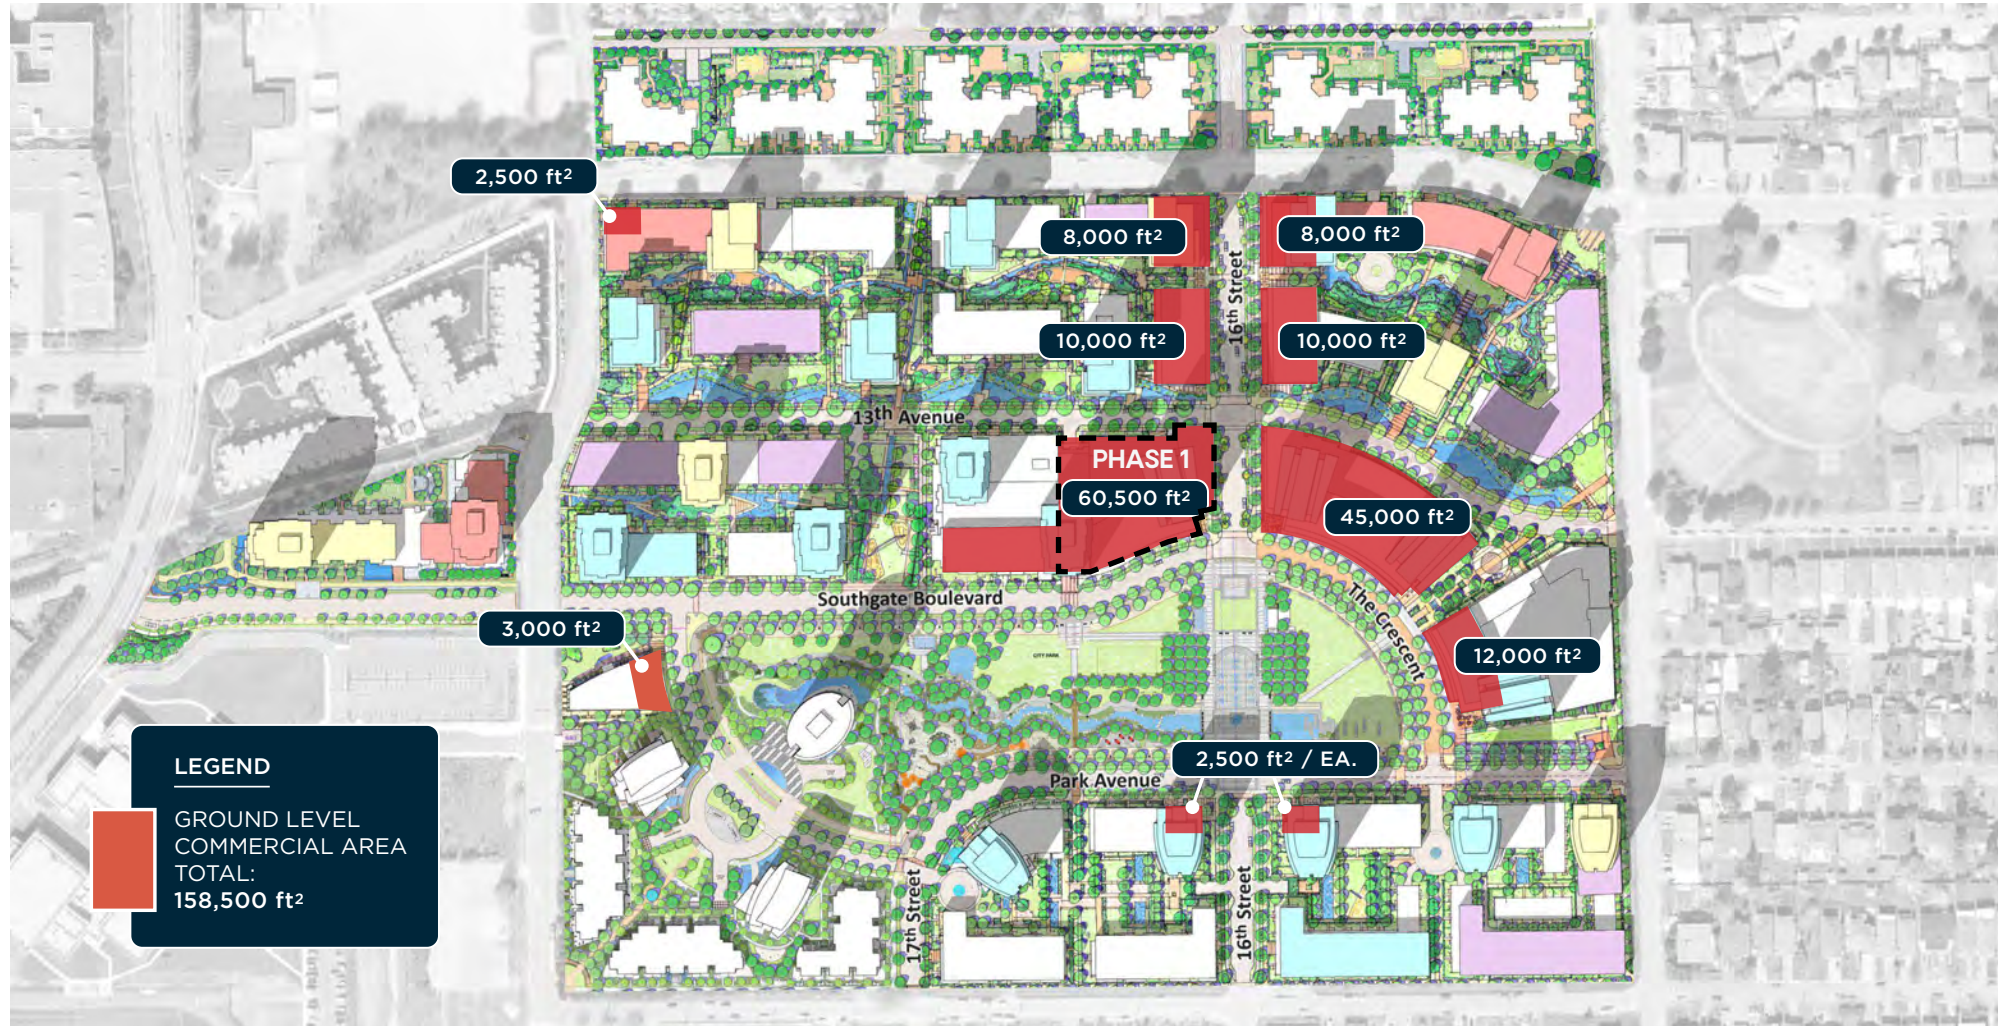 2,500 ft²
8,000 ft²
8,000 ft²
16th Street
10,000 ft²
10,000 ft²
13th Avenue
PHASE 1
60,500 ft²
45,000 ft²
Southgate Boulevard
The Crescent
3,000 ft²
CITY PARK
12,000 ft²
2,500 ft² / EA.
Park Avenue
LEGEND
GROUND LEVEL
COMMERCIAL AREA
TOTAL:
158,500 ft²
17th Street
16th Street